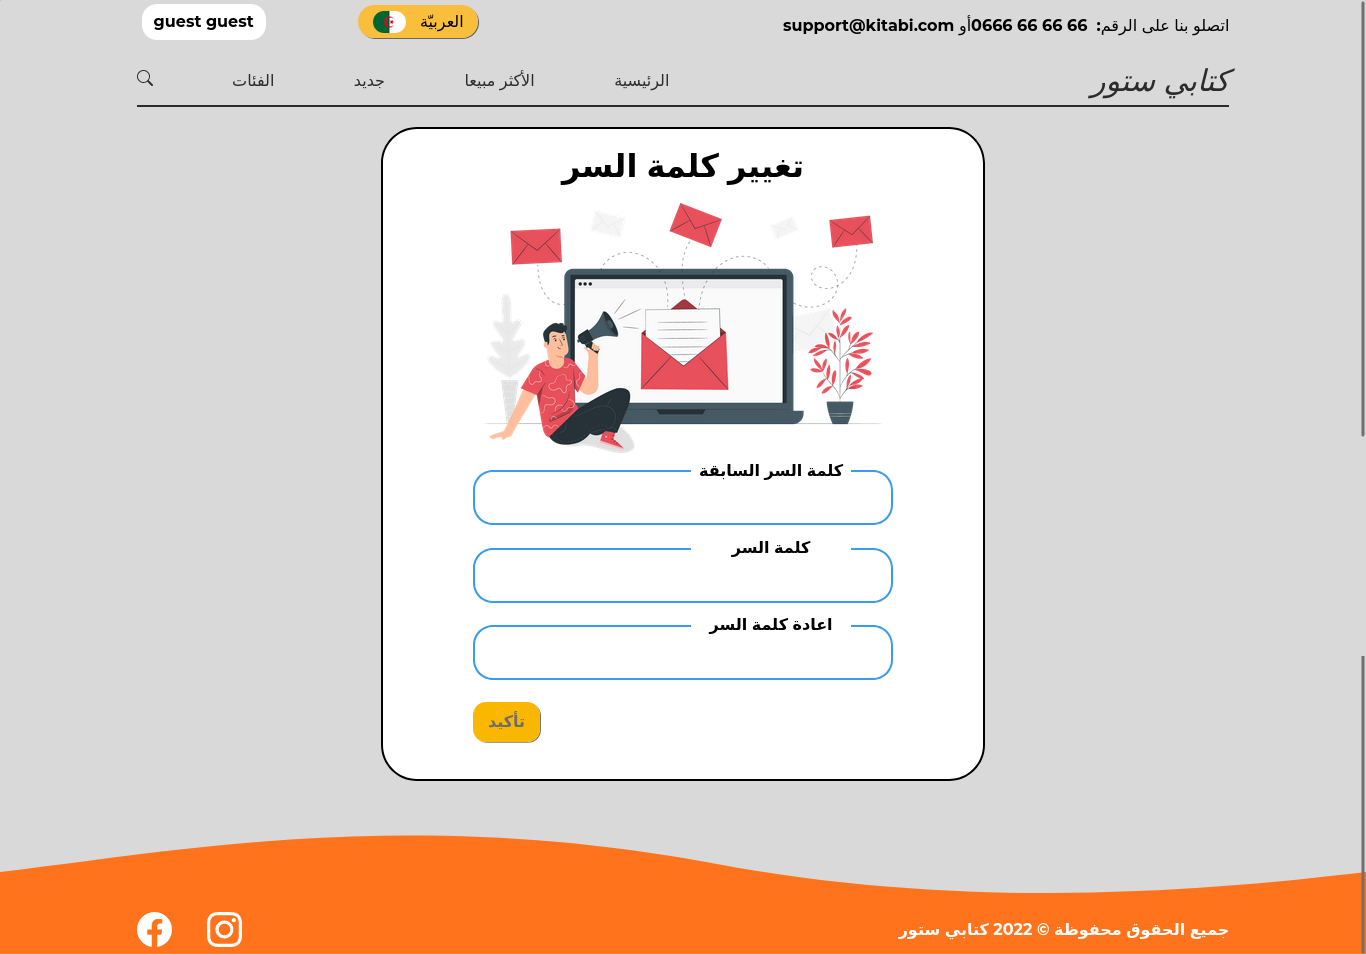 اتصلو بنا على الرقم: 66 66 66 0666 أو support@kitabi.com
العربيّة
guest guest
كتابي ستور
الرئيسية
الأكثر مبيعا
جديد
الفئات
تغيير كلمة السر
كلمة السر السابقة
كلمة السر
اعادة كلمة السر
تأكيد
جميع الحقوق محفوظة © 2022 كتابي ستور